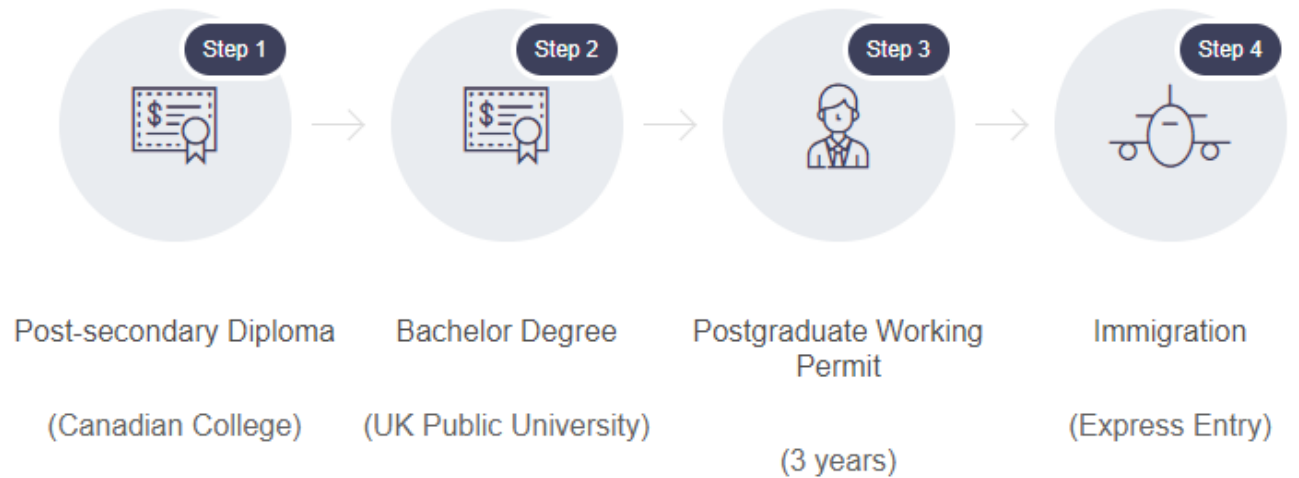 Step 1
Step 2
Step 3
Step 4
$
$
Post-secondary Diploma
(Canadian College)
Bachelor Degree
(UK Public University)
Postgraduate Working
Permit
(3 years)
Immigration
(Express Entry)